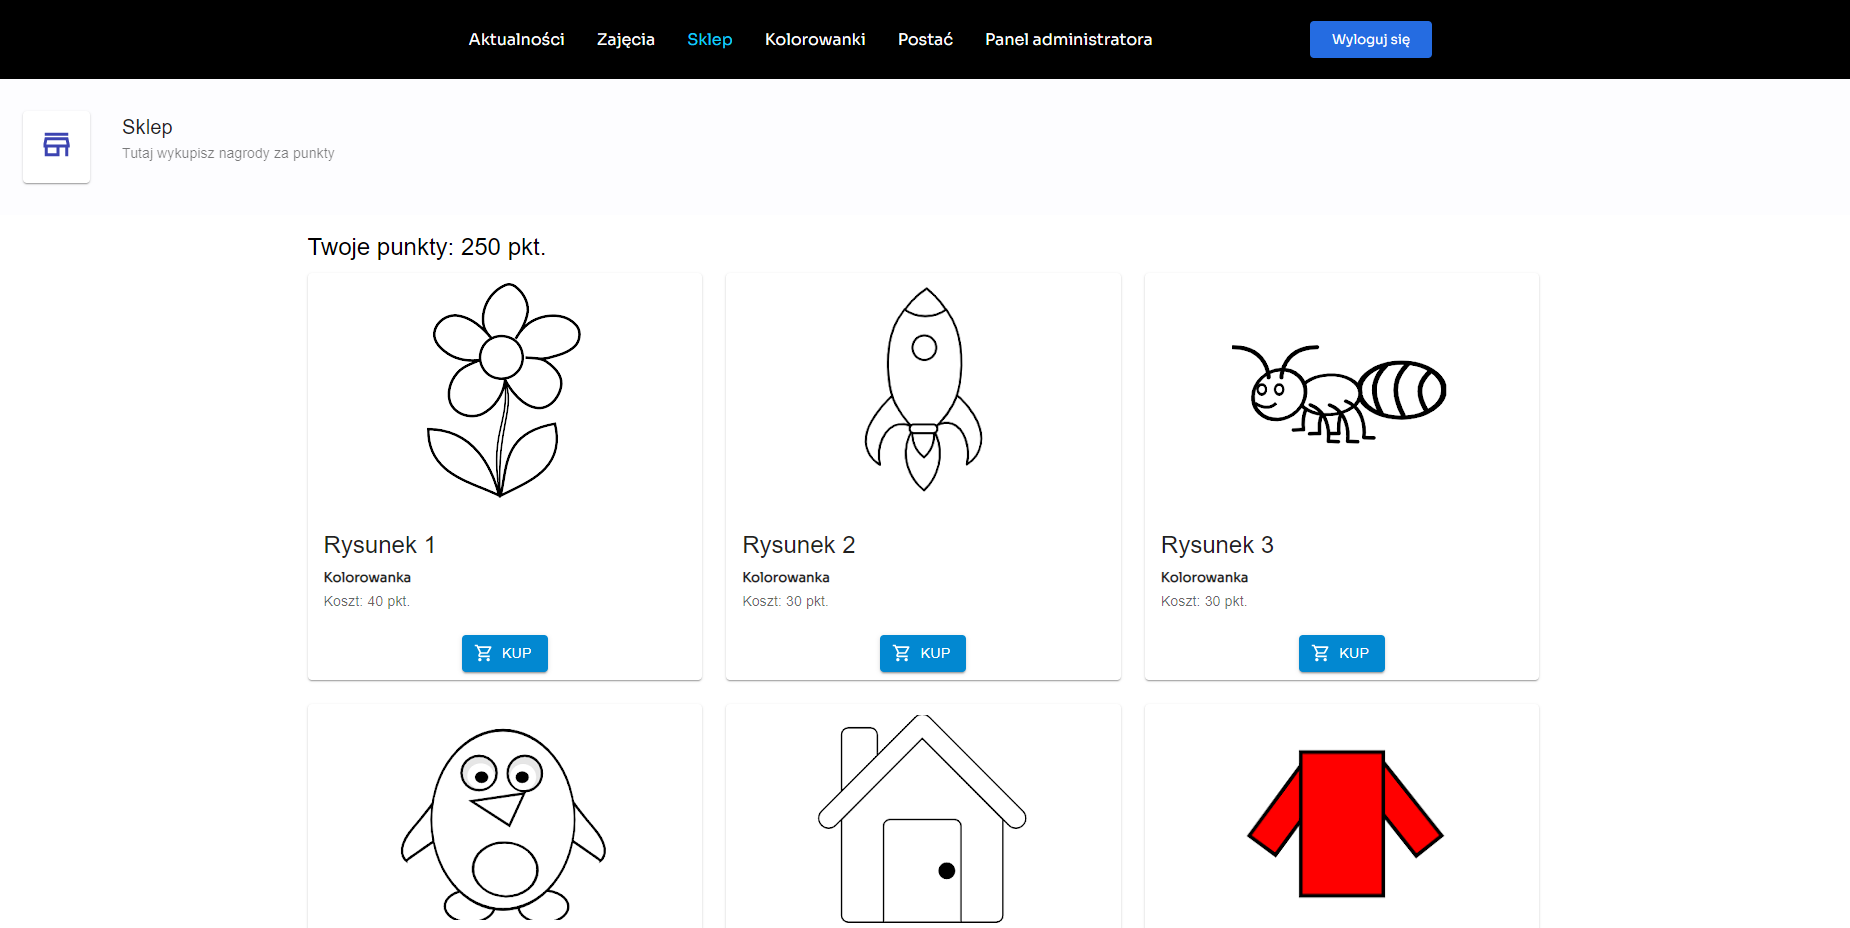 Aktualności Zajęcia Sklep Kolorowanki Postać Panel administratora Wyloguj się
Sklep
Tutaj wykupisz nagrody za punkty
Twoje punkty: 250 pkt.
Rysunek 1
Kolorowanka
Koszt: 40 pkt.
KUP
Rysunek 2
Kolorowanka
Koszt: 30 pkt.
KUP
Rysunek 3
Kolorowanka
Koszt: 30 pkt.
KUP